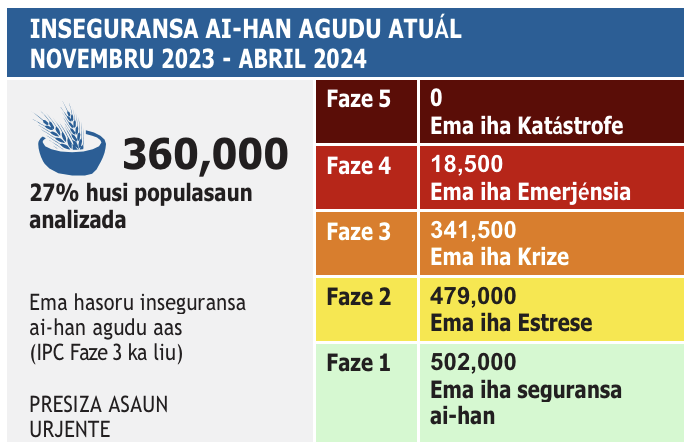 INSEGURANSA AI-HAN AGUDU ATUÁL
NOVEMBRU 2023 - ABRIL 2024
360,000
27% husi populasaun
analizada
Ema hasoru inseguransa
ai-han agudu aas
(IPC Faze 3 ka liu)
PRESIZA ASAUN
URJENTE
Faze 5
0
Ema iha Katástrofe
Faze 4
18,500
Ema iha Emerjénsia
Faze 3
341,500
Ema iha Krize
Faze 2
479,000
Ema iha Estrese
Faze 1
502,000
Ema iha seguransa
ai-han